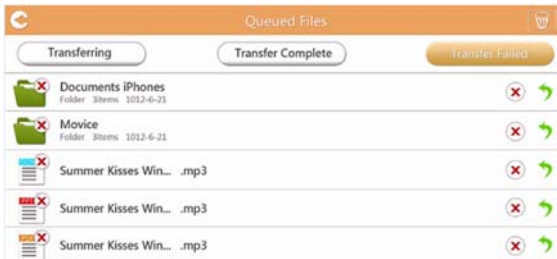 Queued Files
Transferring Transfer Complete Transfer Failed
Documents iPhones
Folder 3items 1012-6-21
Movice
Folder 3items 1012-6-21
Summer Kisses Win... .mp3
Summer Kisses Win... .mp3
Summer Kisses Win... .mp3